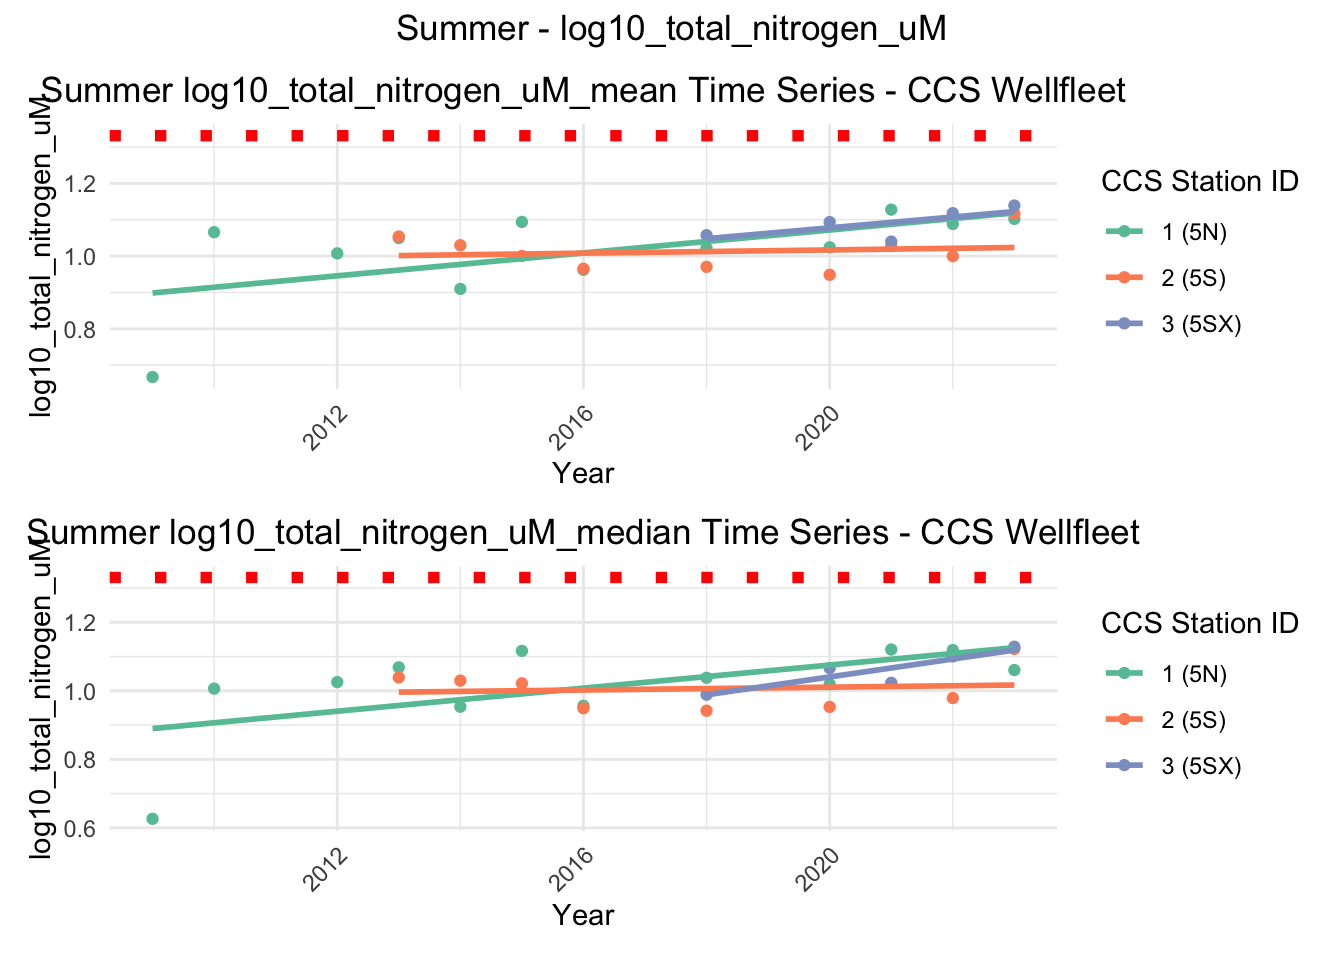 Summer - log10_total_nitrogen_uM
Summer log10_total_nitrogen_uM_mean Time Series - CCS Wellfleet
log10_total_nitrogen_uM
1.2
1.0
0.8
2012
2016
2020
Year
CCS Station ID
1 (5N)
2 (5S)
3 (5SX)
Summer log10_total_nitrogen_uM_median Time Series - CCS Wellfleet
log10_total_nitrogen_uM
1.2
1.0
0.8
0.6
2012
2016
2020
Year
CCS Station ID
1 (5N)
2 (5S)
3 (5SX)